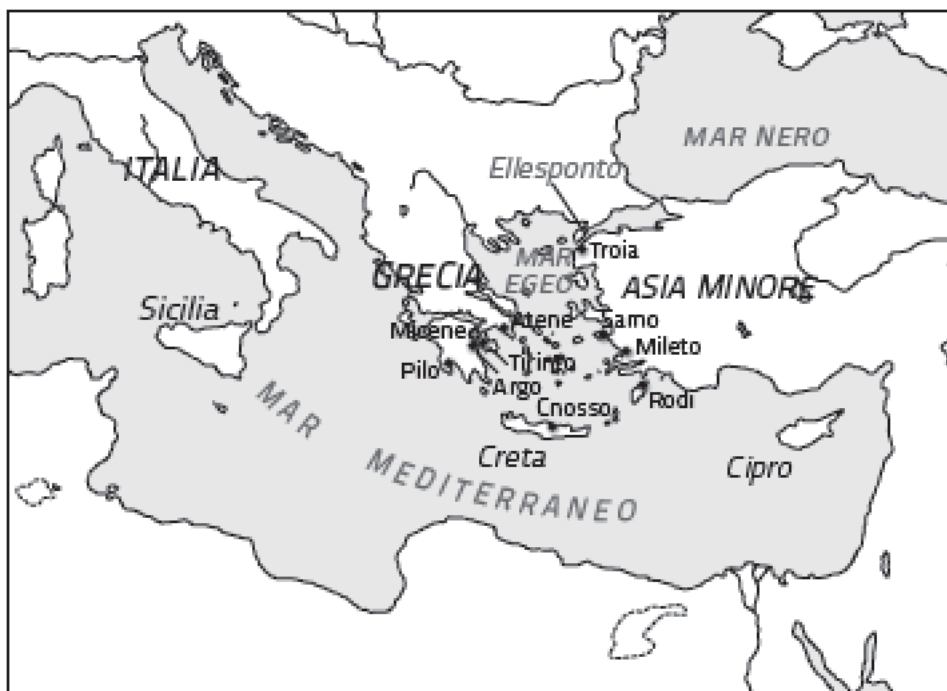 MAR NERO
Ellesponto
ITALIA
Troia
MAR
EGEO
GRECIA
ASIA MINORE
Sicilia
Atene
Samo
Micene
Mileto
Tirinto
Pilo
Argo
Rodi
Cnosso
MAR
MEDITERRANEO
Creta
Cipro